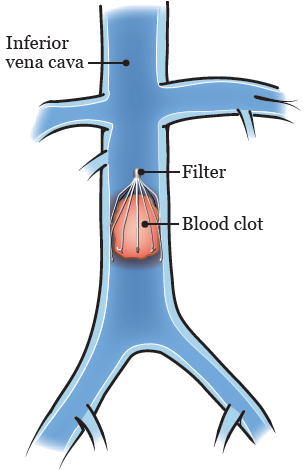 Inferior
vena cava
Filter
Blood clot